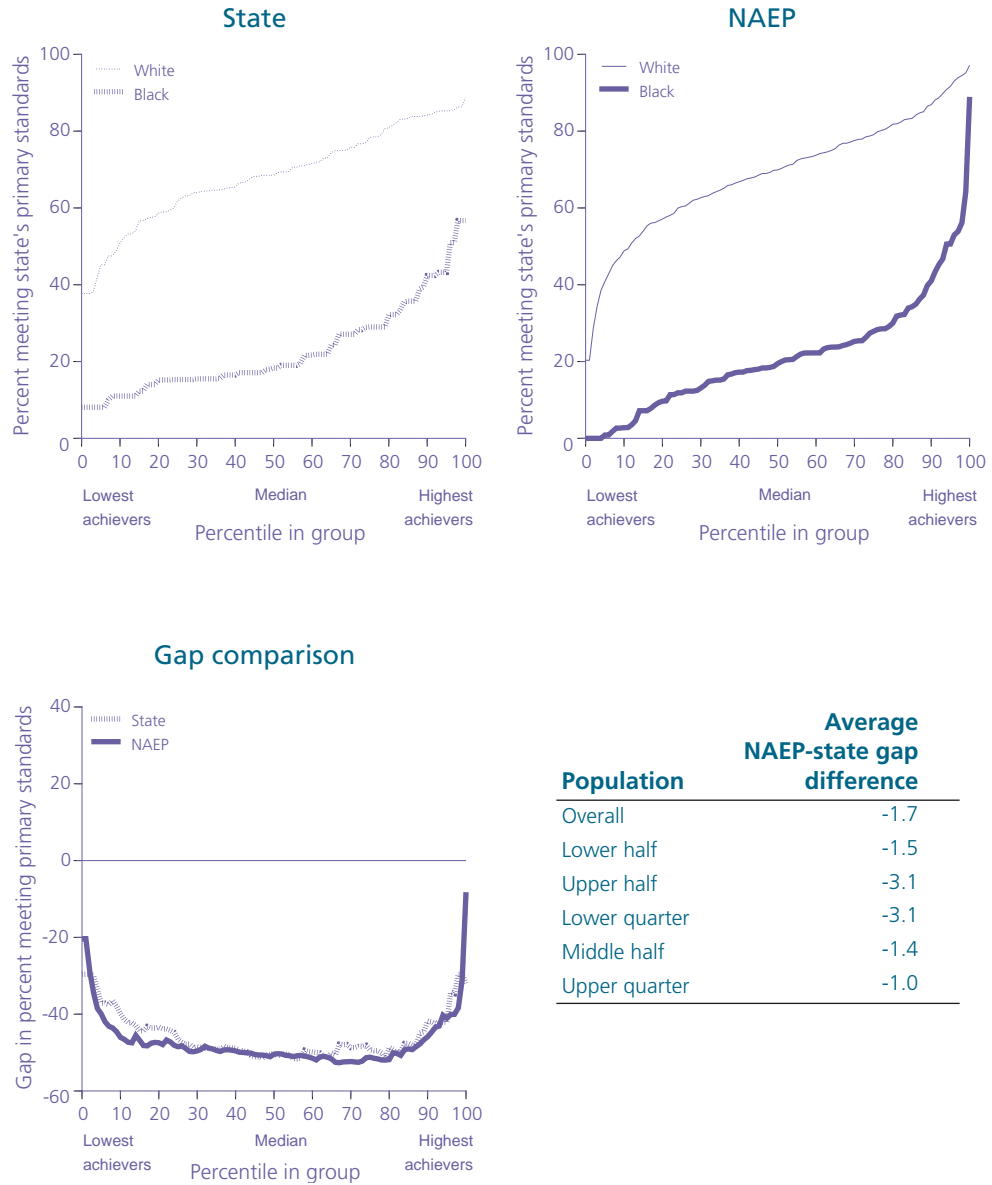 State
Percent meeting state's primary standards
100
80
60
40
20
0
White
Black
0 10 20 30 40 50 60 70 80 90 100
Lowest achievers
Median
Highest achievers
Percentile in group
NAEP
Percent meeting state's primary standards
100
80
60
40
20
0
White
Black
0 10 20 30 40 50 60 70 80 90 100
Lowest achievers
Median
Highest achievers
Percentile in group
Gap comparison
Gap in percent meeting primary standards
40
20
0
-20
-40
-60
State
NAEP
0 10 20 30 40 50 60 70 80 90 100
Lowest achievers
Median
Highest achievers
Percentile in group
Average
NAEP-state gap
Population difference
Overall -1.7
Lower half -1.5
Upper half -3.1
Lower quarter -3.1
Middle half -1.4
Upper quarter -1.0